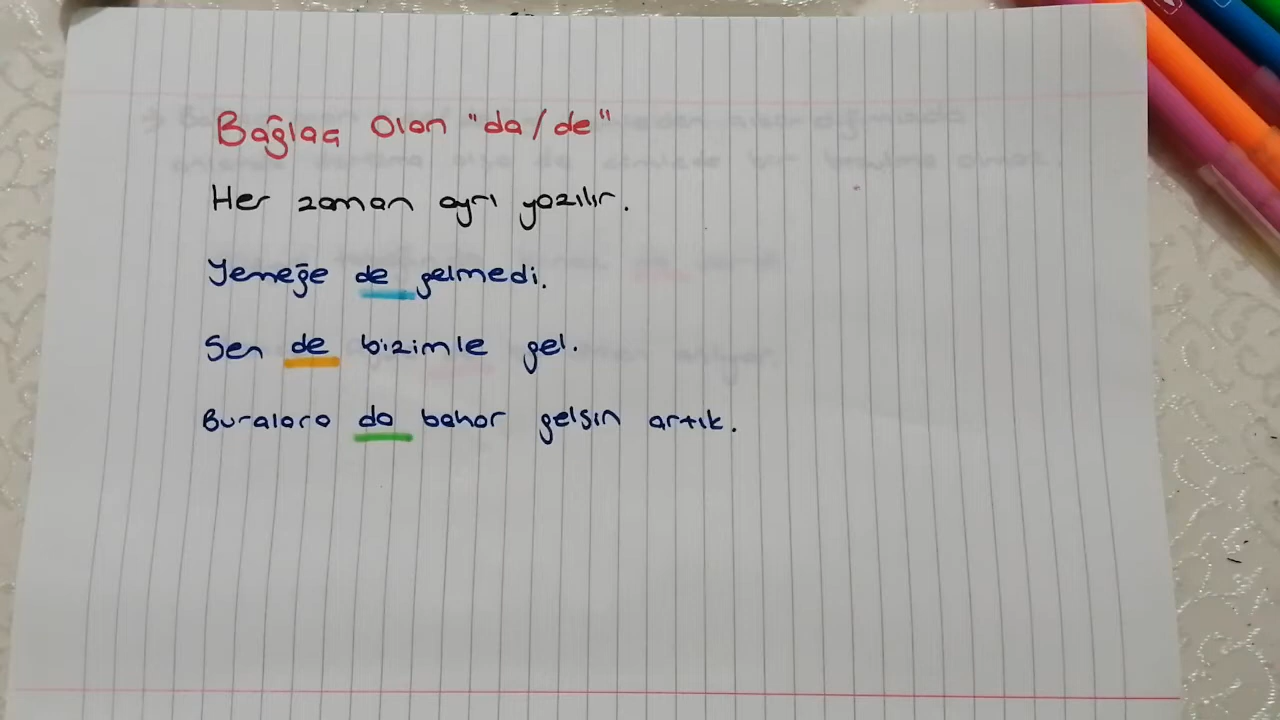 Bağlaa Olan "da/de"
Her zaman ayrı yazılır.
Yemeğe de gelmedi.
Sen de bizimle gel.
Buralara da bahar gelsin artık.